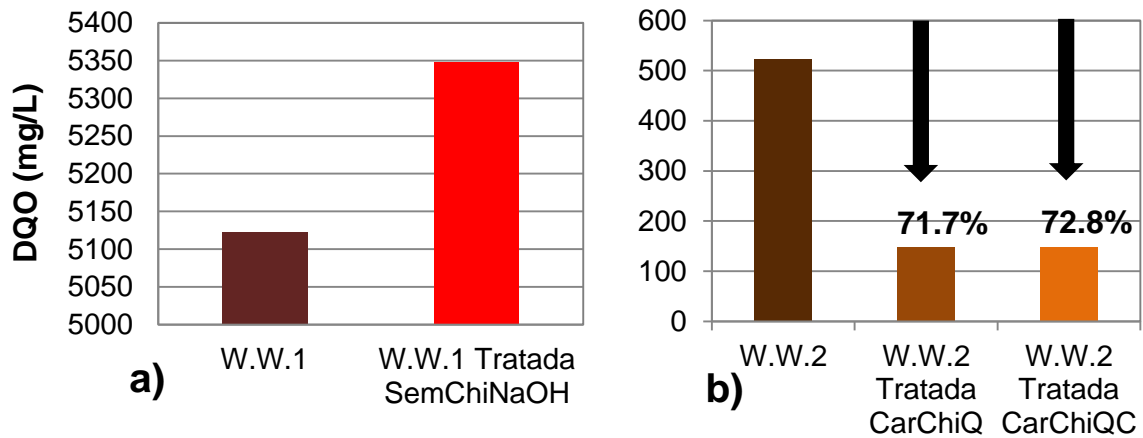 DQO (mg/L)
5400
5350
5300
5250
5200
5150
5100
5050
5000
W.W.1
W.W.1 Tratada
SemChiNaOH
a)
600
500
400
300
200
100
0
71.7%
72.8%
W.W.2
W.W.2
Tratada
CarChiQ
W.W.2
Tratada
CarChiQC
b)